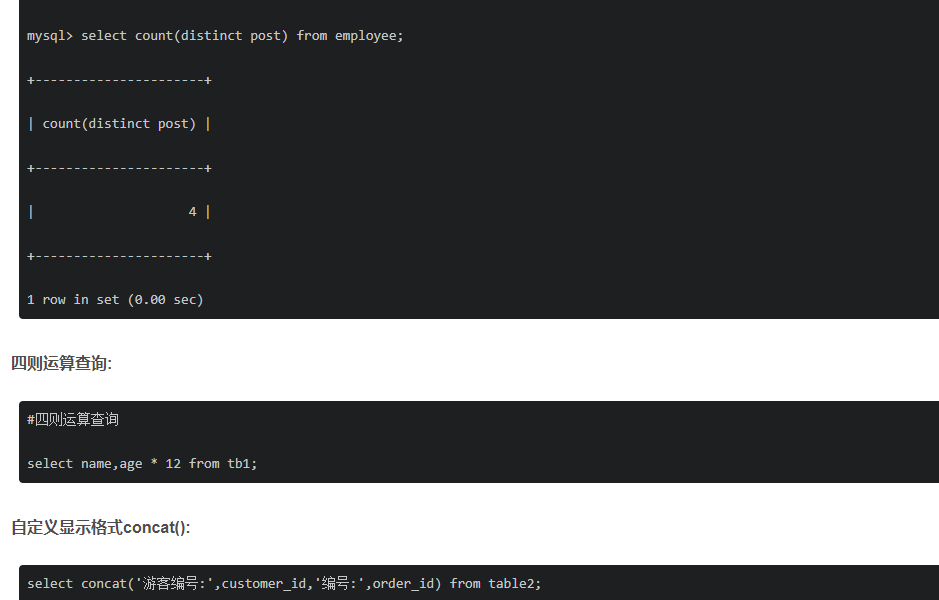 mysql> select count(distinct post) from employee;
+----------------------+
| count(distinct post) |
+----------------------+
|                    4 |
+----------------------+
1 row in set (0.00 sec)
四则运算查询:
#四则运算查询
select name,age * 12 from tb1;
自定义显示格式concat():
select concat('游客编号:',customer_id,'编号:',order_id) from table2;